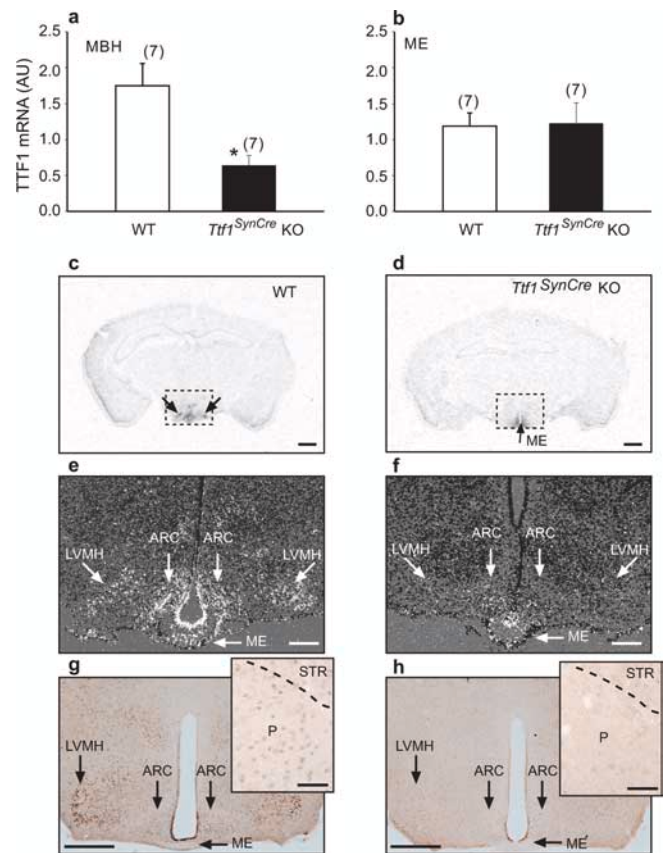 a
b
MBH
(7)
* (7)
TTF1 mRNA (AU)
2.5
2.0
1.5
1.0
0.5
0.0
WT
Ttf1SynCre KO
ME
(7)
(7)
2.5
2.0
1.5
1.0
0.5
0.0
WT
Ttf1SynCre KO
c
WT
d
Ttf1SynCre KO
ME
e
LVMH
ARC
ARC
LVMH
ME
f
LVMH
ARC
ARC
LVMH
ME
g
STR
P
LVMH
ARC
ARC
ME
h
STR
P
LVMH
ARC
ARC
ME